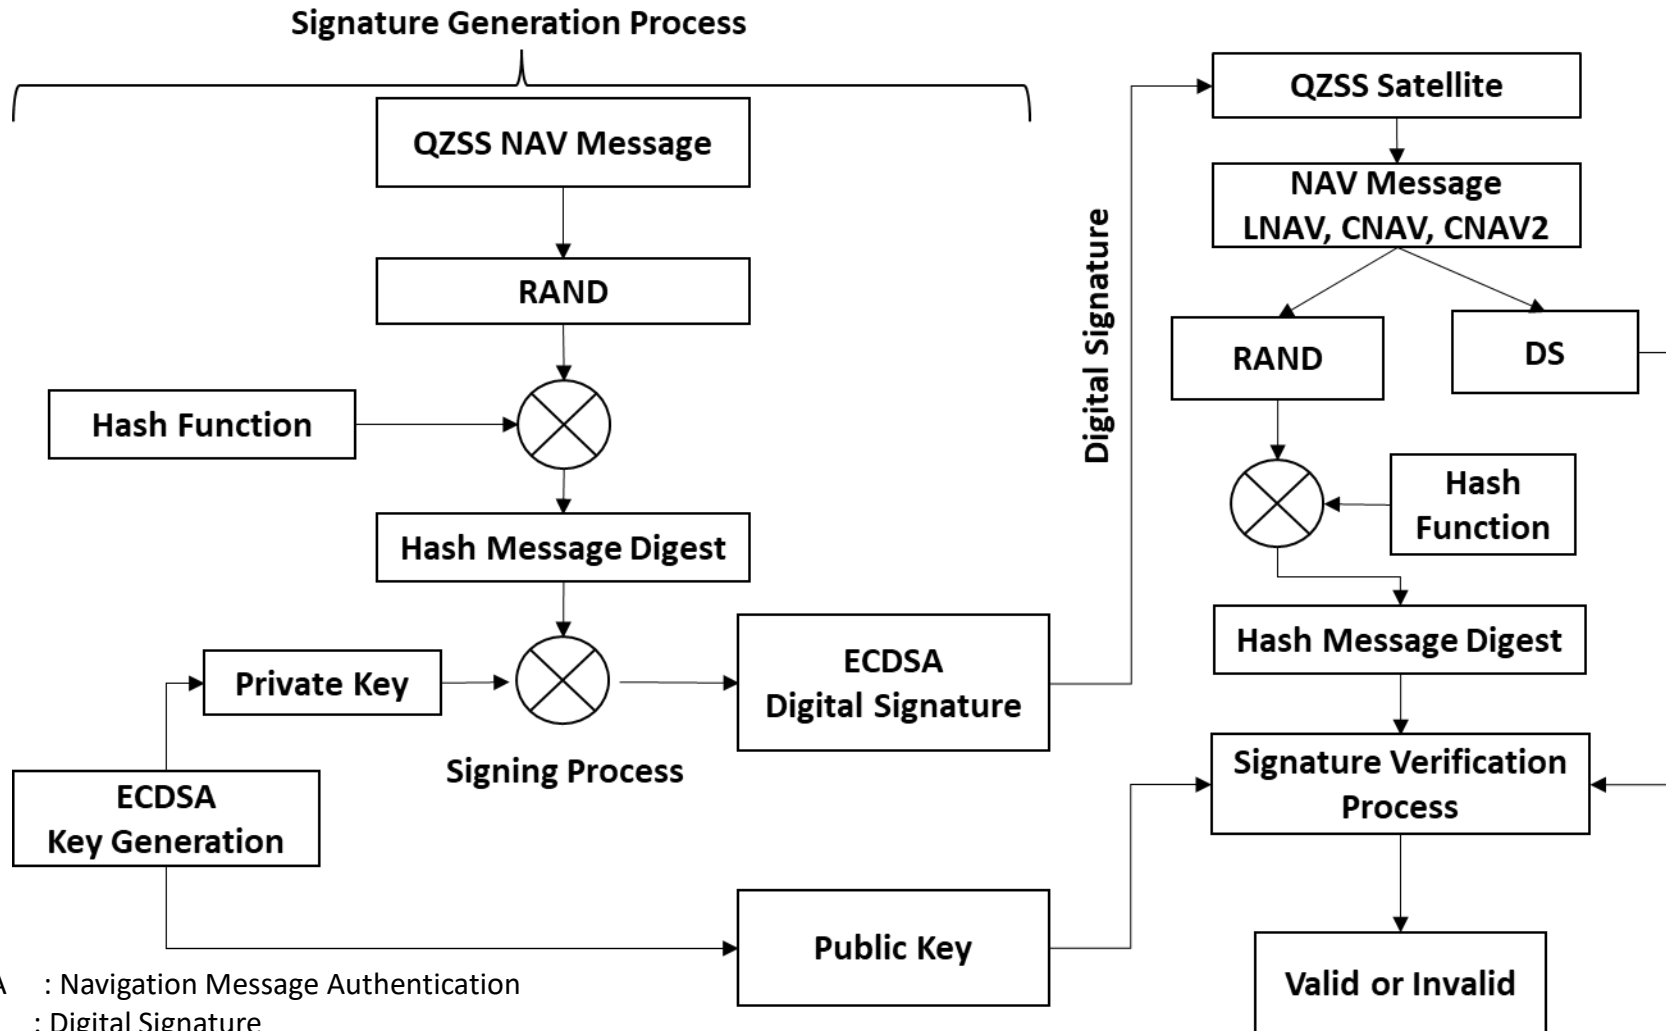 Signature Generation Process
QZSS NAV Message
RAND
Hash Function
Hash Message Digest
Private Key
Signing Process
ECDSA
Digital Signature
ECDSA
Key Generation
Public Key
Digital Signature
QZSS Satellite
NAV Message
LNAV, CNAV, CNAV2
RAND
DS
Hash
Function
Hash Message Digest
Signature Verification
Process
Valid or Invalid
A : Navigation Message Authentication
: Digital Signature